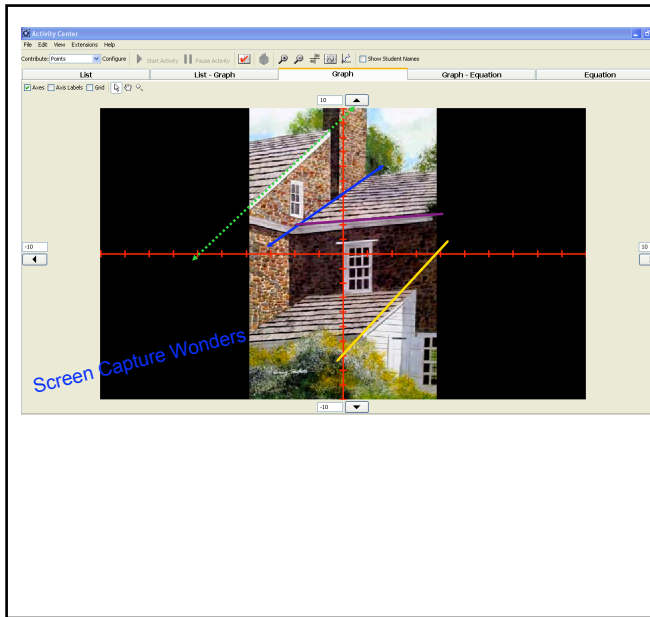 Activity Center
File Edit View Extensions Help
Contribute: Points Configure Start Activity Pause Activity Show Student Names
List List - Graph Graph Graph - Equation Equation
Axes Axis Labels Grid
10
-10 10
-10
Screen Capture Wonders